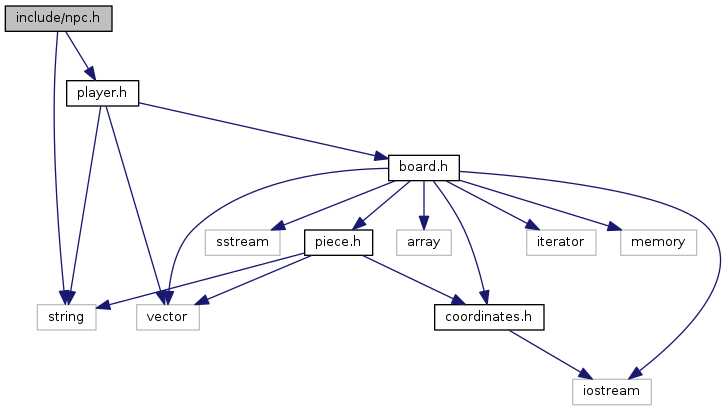 include/npc.h
player.h
board.h
sstream
piece.h
array
iterator
memory
string
vector
coordinates.h
iostream